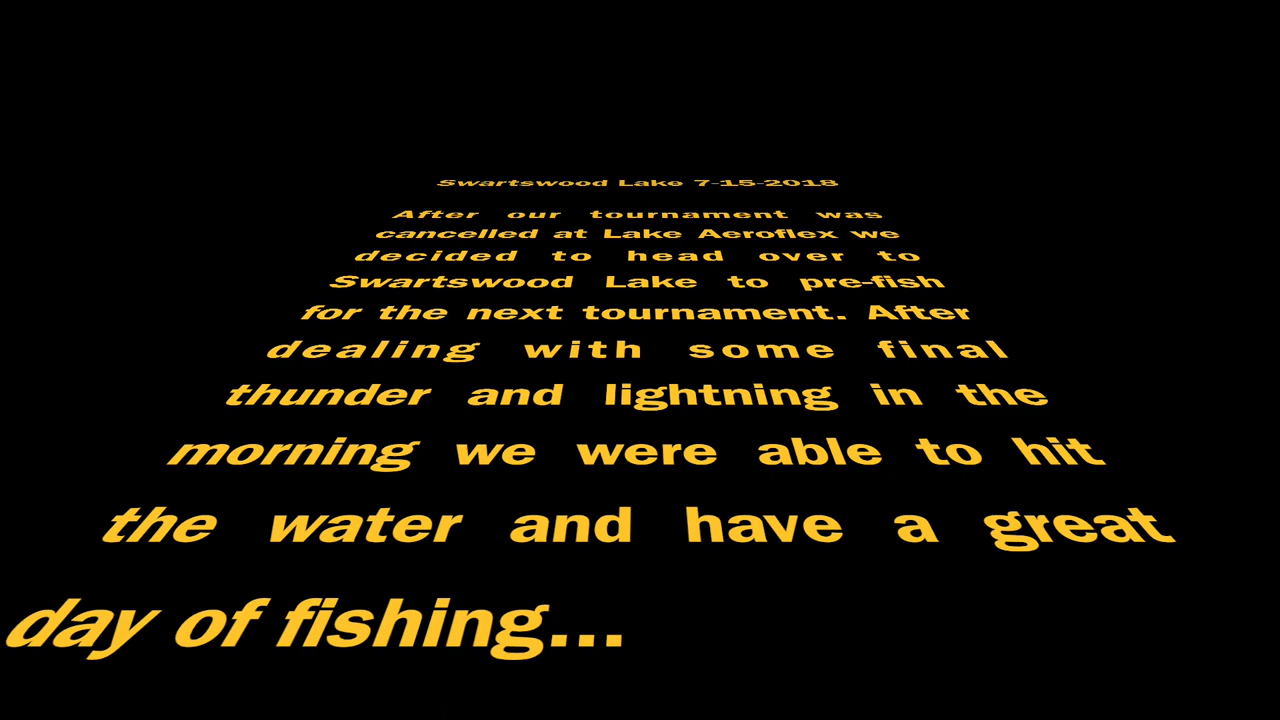 Swartswood Lake 7-15-2018
After our tournament was
cancelled at Lake Aeroflex we
decided to head over to
Swartswood Lake to pre-fish
for the next tournament. After
dealing with some final
thunder and lightning in the
morning we were able to hit
the water and have a great
day of fishing...